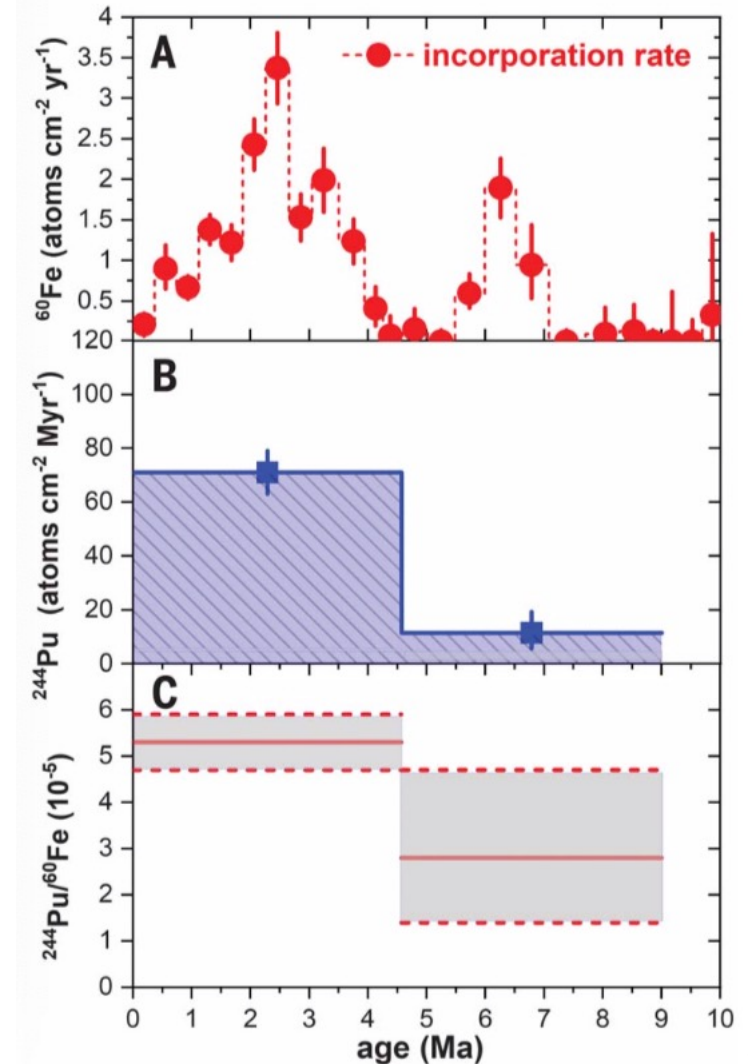 A
incorporation rate
⁶⁰Fe (atoms cm⁻² yr⁻¹)
4
3.5
3
2.5
2
1.5
1
0.5
B
²⁴⁴Pu (atoms cm⁻² Myr⁻¹)
120
100
80
60
40
20
0
C
²⁴⁴Pu/⁶⁰Fe (10⁻⁵)
6
5
4
3
2
1
0
0 1 2 3 4 5 6 7 8 9 10
age (Ma)